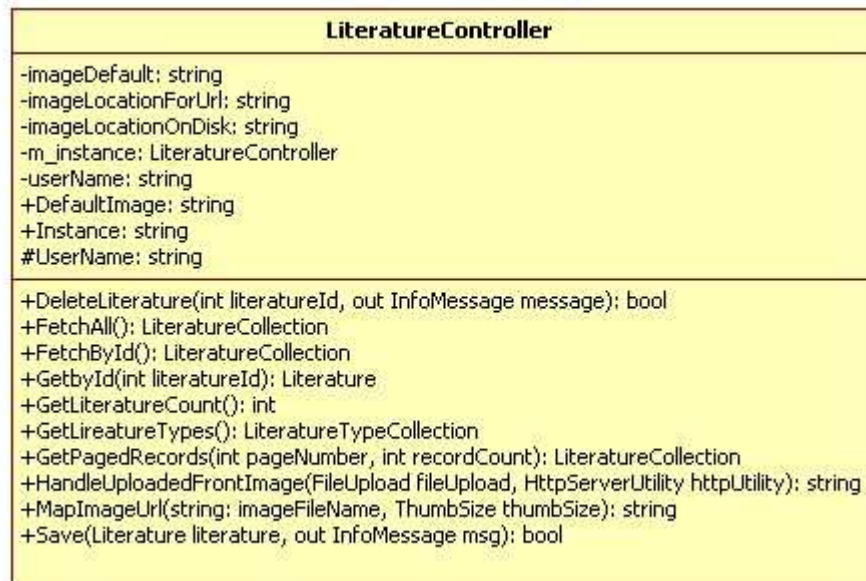 LiteratureController
-imageDefault: string
-imageLocationForUrl: string
-imageLocationOnDisk: string
-m_instance: LiteratureController
-userName: string
+DefaultImage: string
+Instance: string
#UserName: string
+DeleteLiterature(int literatureId, out InfoMessage message): bool
+FetchAll(): LiteratureCollection
+FetchById(): LiteratureCollection
+GetbyId(int literatureId): Literature
+GetLiteratureCount(): int
+GetLireatureTypes(): LiteratureTypeCollection
+GetPagedRecords(int pageNumber, int recordCount): LiteratureCollection
+HandleUploadedFrontImage(FileUpload fileUpload, HttpServerUtility httpUtility): string
+MapImageUrl(string: imageFileName, ThumbSize thumbSize): string
+Save(Literature literature, out InfoMessage msg): bool